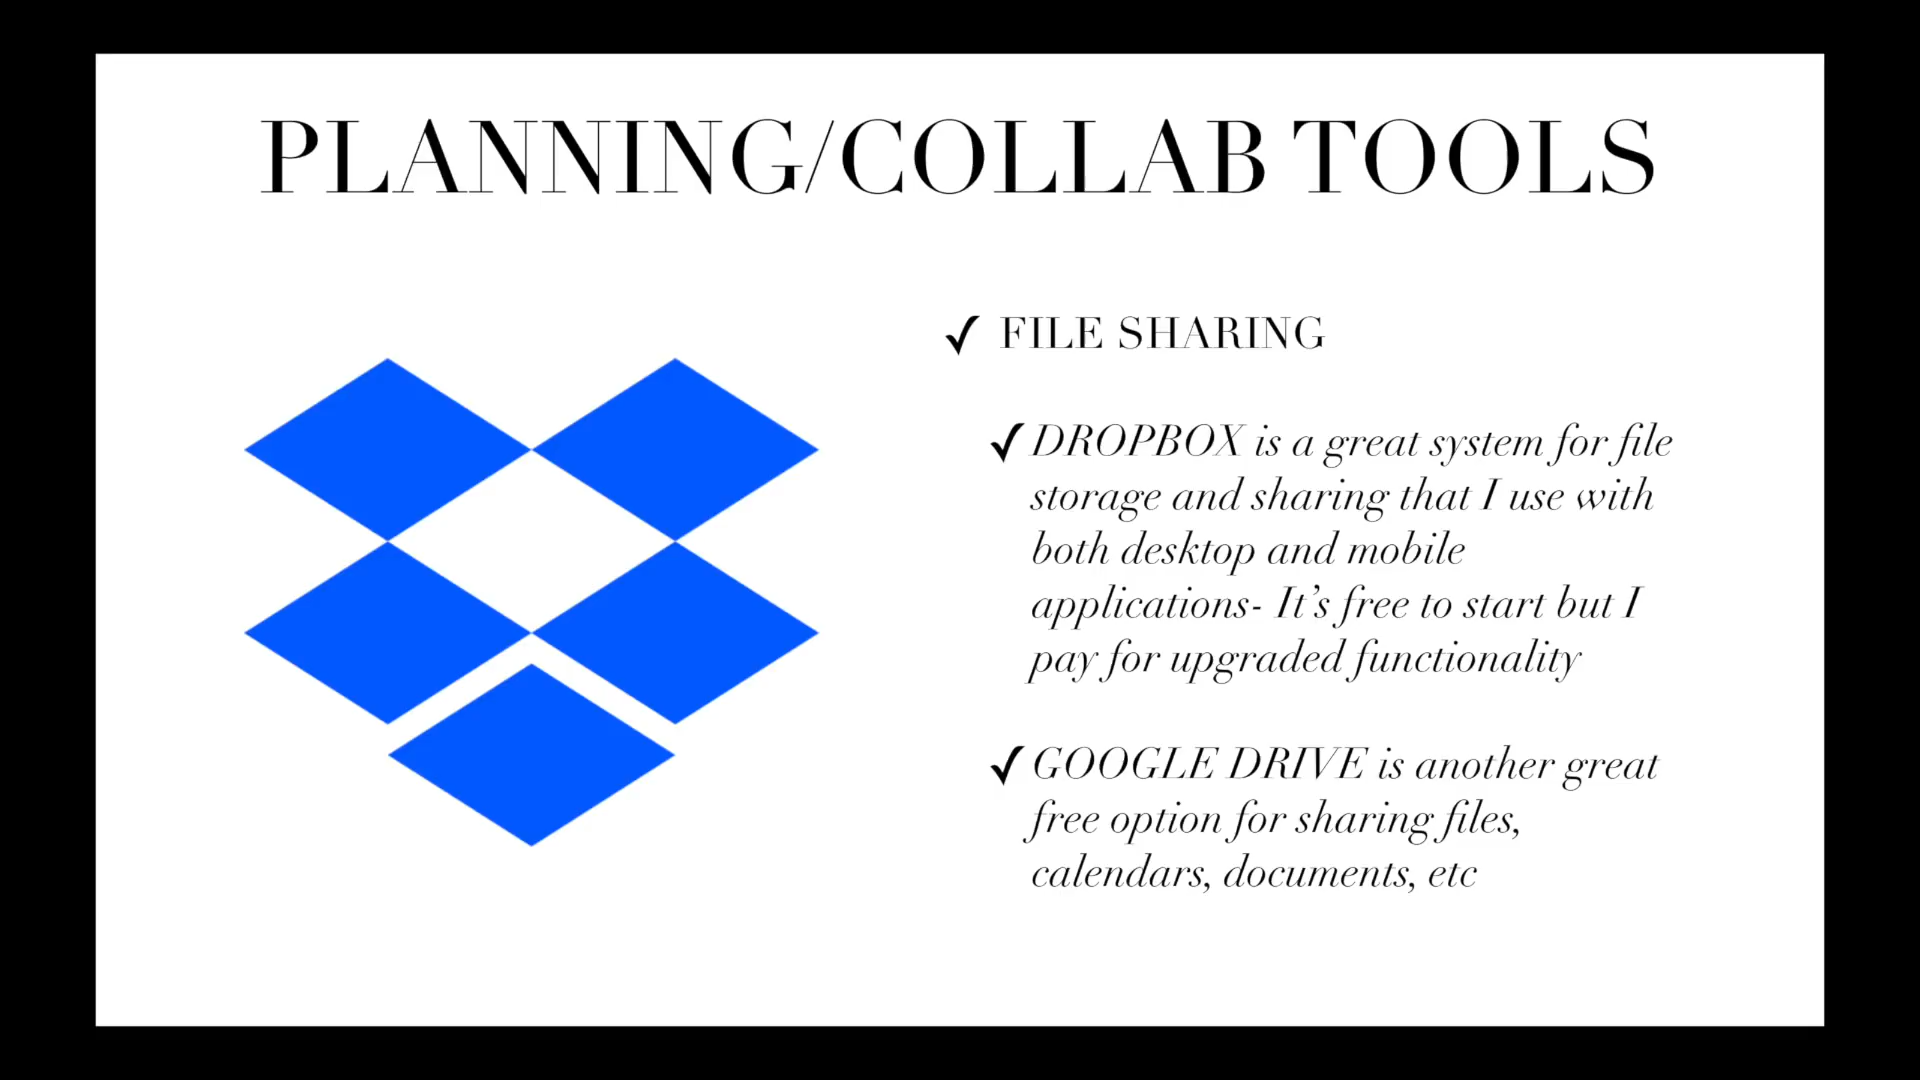 PLANNING/COLLAB TOOLS
✓ FILE SHARING
✓ DROPBOX is a great system for file
storage and sharing that I use with
both desktop and mobile
applications- It’s free to start but I
pay for upgraded functionality
✓ GOOGLE DRIVE is another great
free option for sharing files,
calendars, documents, etc